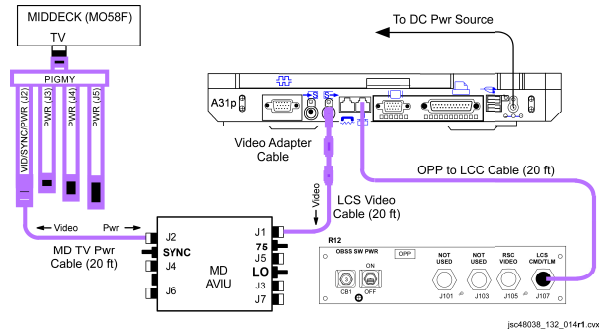 MIDDECK (MO58F)
TV
To DC Pwr Source
PIGMY
VID/SYNC/PWR (J2)
PWR (J3)
PWR (J4)
PWR (J5)
A31p
S
S
Video Adapter
Cable
OPP to LCC Cable (20 ft)
Video
LCS Video
Cable (20 ft)
Video
Pwr
MD TV Pwr
Cable (20 ft)
J2
SYNC
J4
J6
MD
AVIU
J1
75
J5
LO
J3
J7
R12
OBSS SW PWR
OPP
ON
OFF
3
CB1
NOT
USED
J101
NOT
USED
J103
RSC
VIDEO
J105
LCS
CMD/TLM
J107
jsc48038_132_014r1.cvx